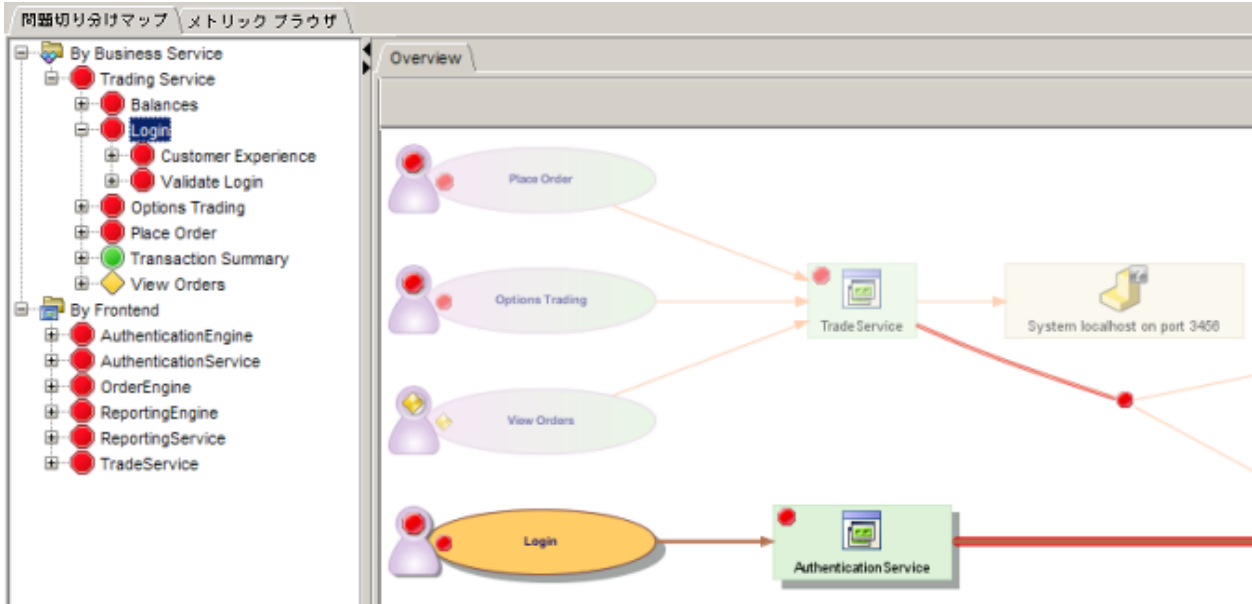 問題切り分けマップ
メトリック ブラウザ
By Business Service
Trading Service
Balances
Login
Customer Experience
Validate Login
Options Trading
Place Order
Transaction Summary
View Orders
By Frontend
AuthenticationEngine
AuthenticationService
OrderEngine
ReportingEngine
ReportingService
TradeService
Overview
Place Order
Options Trading
TradeService
System localhost on port 3456
View Orders
Login
AuthenticationService